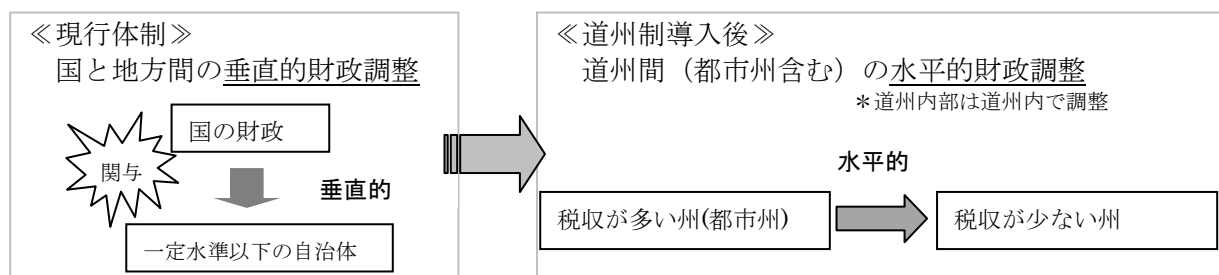 ≪現行体制≫
国と地方間の垂直的財政調整
国の財政
関与
垂直的
一定水準以下の自治体
≪道州制導入後≫
道州間（都市州含む）の水平的財政調整
＊道州内部は道州内で調整
水平的
税収が多い州(都市州)
税収が少ない州